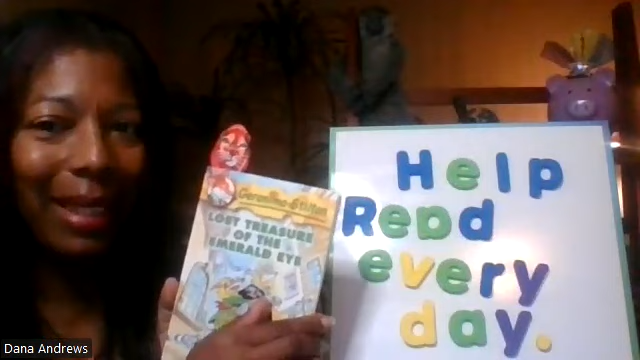 Geronimo Stilton
LOST TREASURE
OF THE
EMERALD EYE
Help
Read
every
day.
Dana Andrews